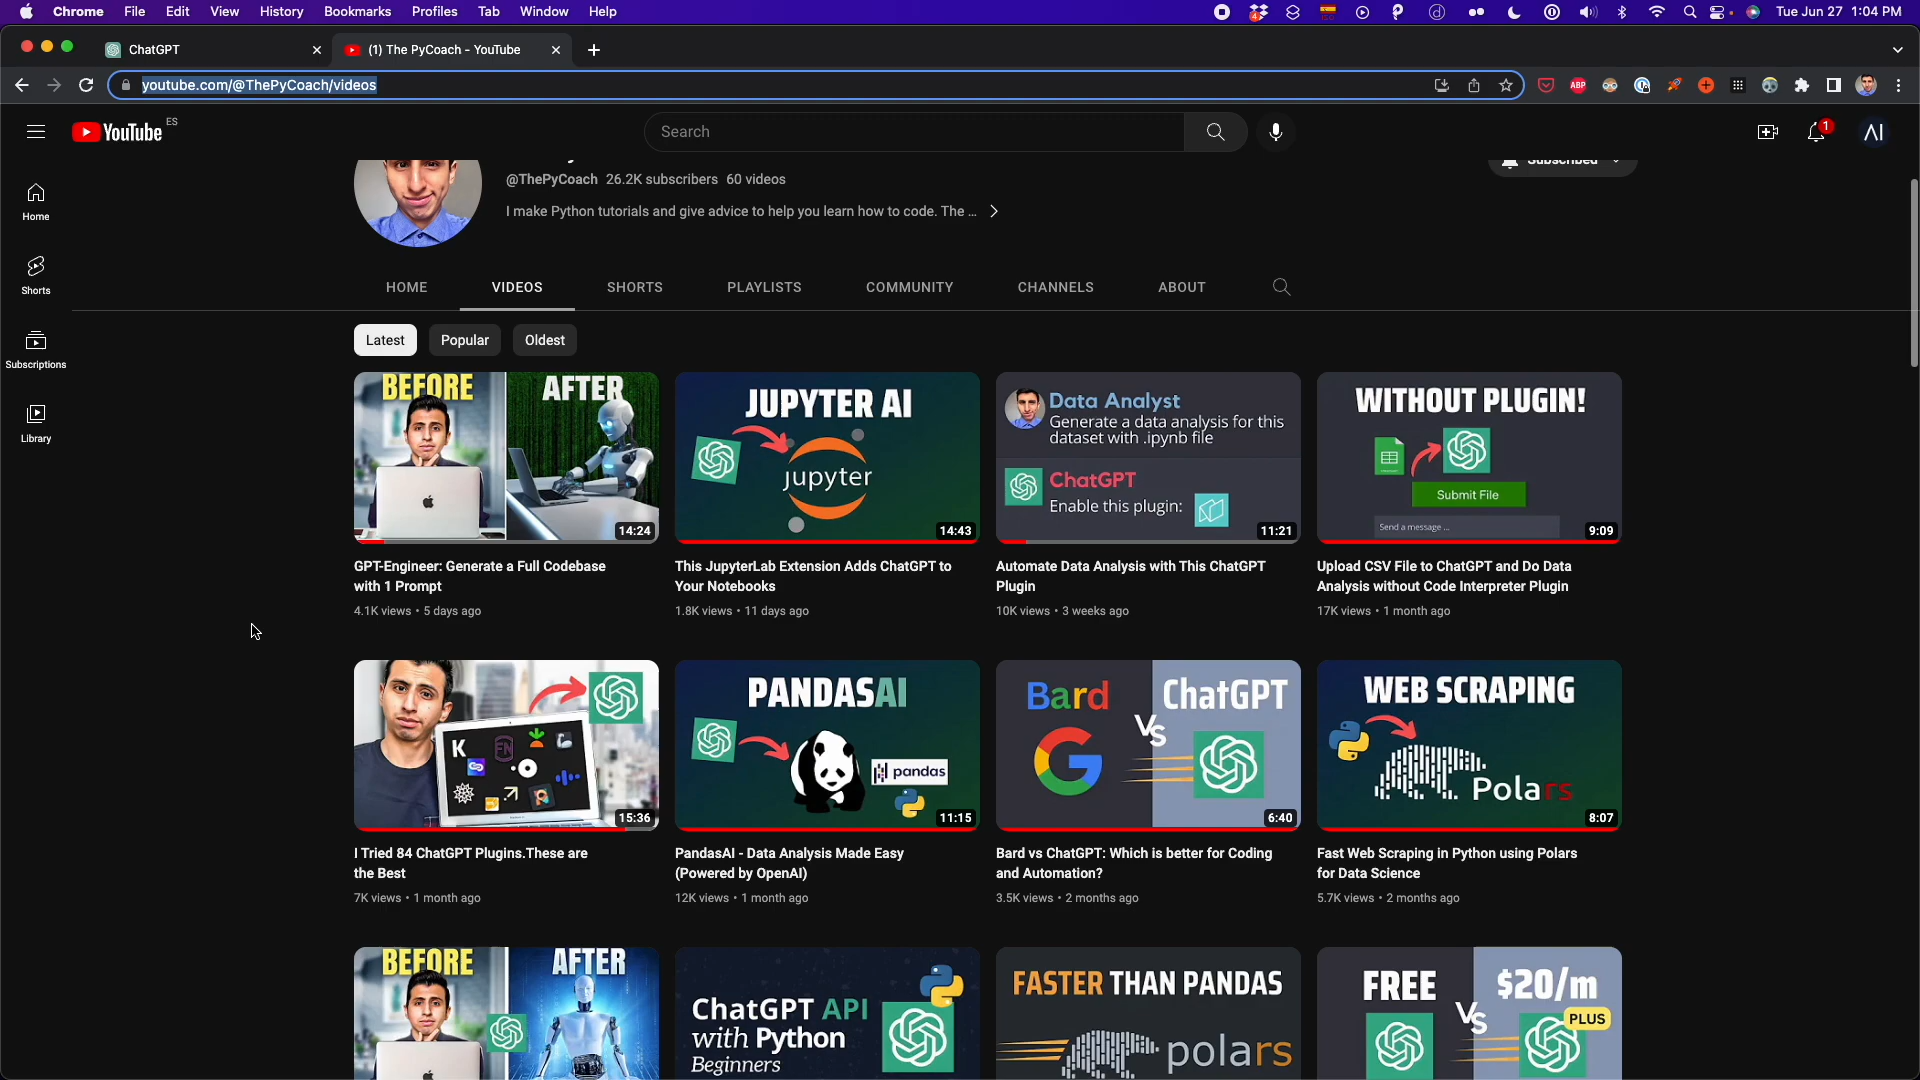 Chrome File Edit View History Bookmarks Profiles Tab Window Help
Tue Jun 27 1:04 PM
ChatGPT
(1) The PyCoach - YouTube
youtube.com/@ThePyCoach/videos
ABP
YouTube ES
Search
1
AI
Home
Shorts
Subscriptions
Library
Subscribed
@ThePyCoach 26.2K subscribers 60 videos
I make Python tutorials and give advice to help you learn how to code. The ...
HOME VIDEOS SHORTS PLAYLISTS COMMUNITY CHANNELS ABOUT
Latest Popular Oldest
BEFORE AFTER
14:24
GPT-Engineer: Generate a Full Codebase
with 1 Prompt
4.1K views • 5 days ago
JUPYTER AI
jupyter
14:43
This JupyterLab Extension Adds ChatGPT to
Your Notebooks
1.8K views • 11 days ago
Data Analyst
Generate a data analysis for this
dataset with .ipynb file
ChatGPT
Enable this plugin:
11:21
Automate Data Analysis with This ChatGPT
Plugin
10K views • 3 weeks ago
WITHOUT PLUGIN!
Submit File
Send a message ...
9:09
Upload CSV File to ChatGPT and Do Data
Analysis without Code Interpreter Plugin
17K views • 1 month ago
K
FN
15:36
I Tried 84 ChatGPT Plugins.These are
the Best
7K views • 1 month ago
PANDASAI
pandas
11:15
PandasAI - Data Analysis Made Easy
(Powered by OpenAI)
12K views • 1 month ago
Bard
VS
ChatGPT
G
6:40
Bard vs ChatGPT: Which is better for Coding
and Automation?
3.5K views • 2 months ago
WEB SCRAPING
Polars
8:07
Fast Web Scraping in Python using Polars
for Data Science
5.7K views • 2 months ago
BEFORE AFTER
ChatGPT API
with Python
Beginners
FASTER THAN PANDAS
polars
FREE
VS
$20/m
PLUS